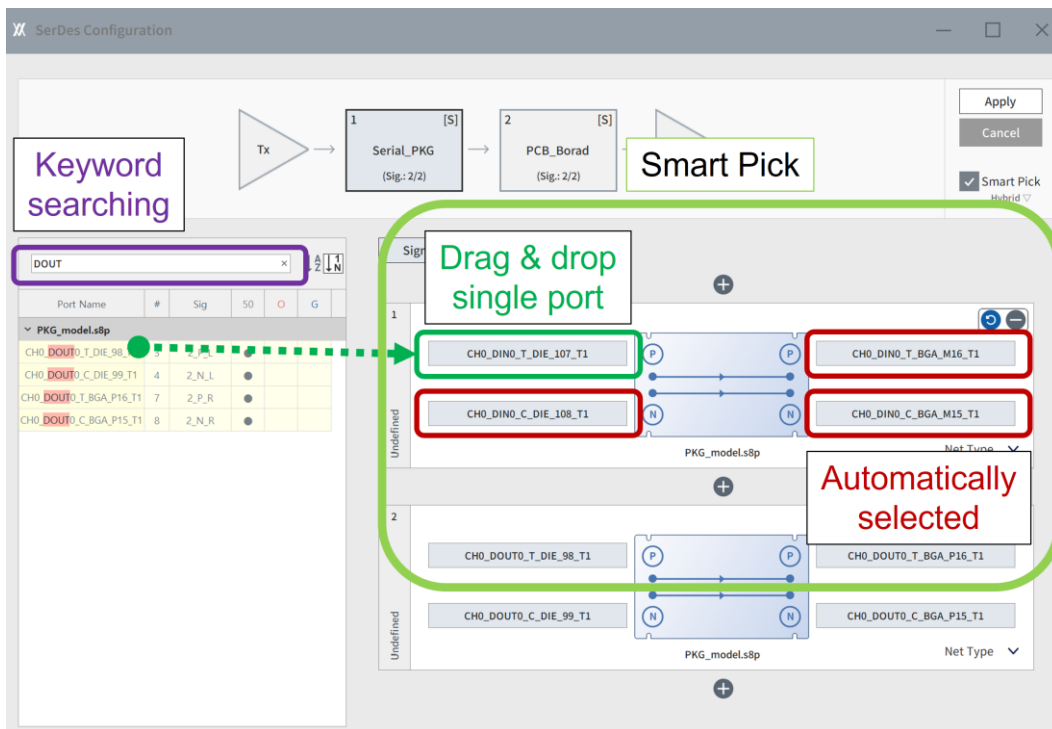 SerDes Configuration
Apply
Cancel
Smart Pick
Hybrid
Tx
1 [S]
Serial_PKG
(Sig.: 2/2)
2 [S]
PCB_Borad
(Sig.: 2/2)
Smart Pick
Keyword
searching
DOUT ×
A
Z
1
N
Port Name # Sig 50 O G
PKG_model.s8p
CH0_DOUT0_T_DIE_98_T1 3 2_P_L
CH0_DOUT0_C_DIE_99_T1 4 2_N_L
CH0_DOUT0_T_BGA_P16_T1 7 2_P_R
CH0_DOUT0_C_BGA_P15_T1 8 2_N_R
Drag & drop
single port
1
CH0_DIN0_T_DIE_107_T1 P P CH0_DIN0_T_BGA_M16_T1
CH0_DIN0_C_DIE_108_T1 N N CH0_DIN0_C_BGA_M15_T1
Undefined
PKG_model.s8p
Net Type
Automatically
selected
2
CH0_DOUT0_T_DIE_98_T1 P P CH0_DOUT0_T_BGA_P16_T1
CH0_DOUT0_C_DIE_99_T1 N N CH0_DOUT0_C_BGA_P15_T1
Undefined
PKG_model.s8p
Net Type